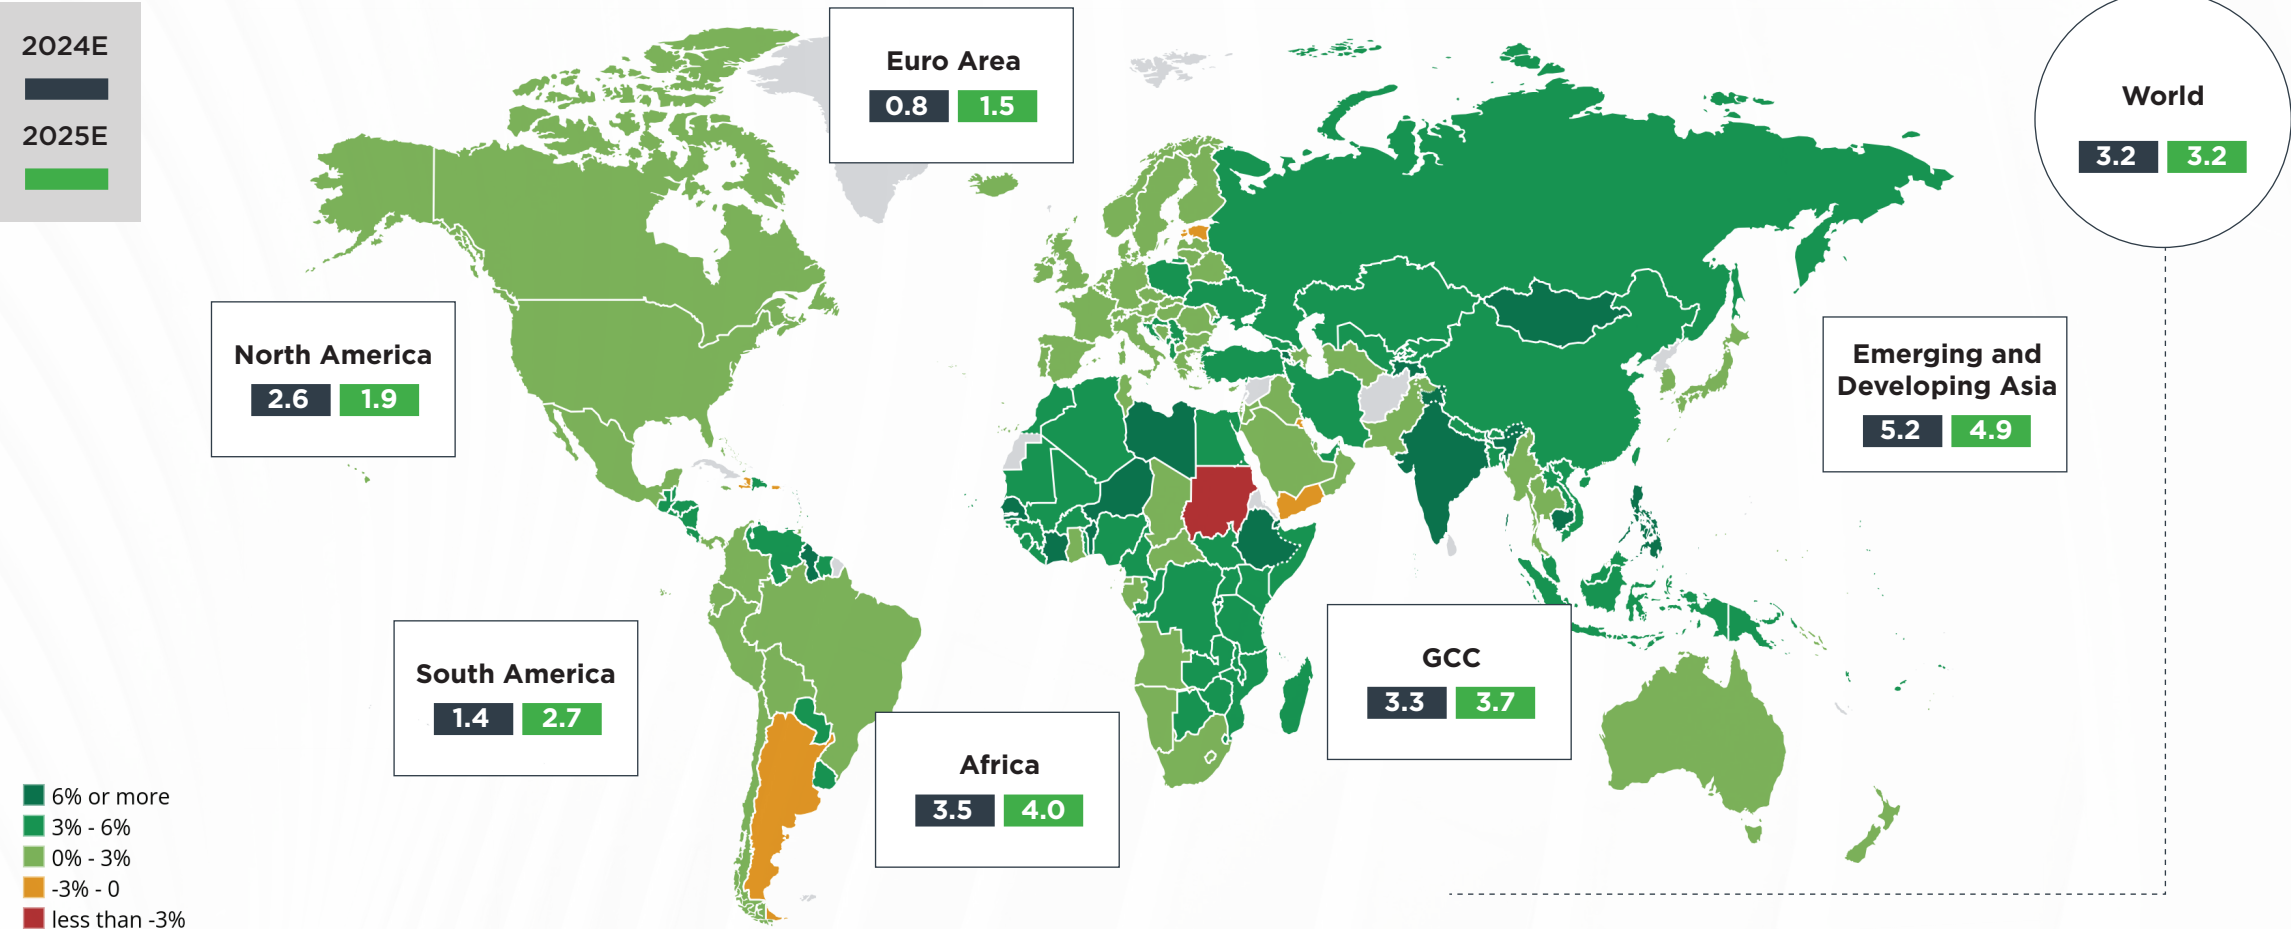 2024E
2025E
Euro Area
0.8 1.5
World
3.2 3.2
North America
2.6 1.9
Emerging and
Developing Asia
5.2 4.9
South America
1.4 2.7
GCC
3.3 3.7
Africa
3.5 4.0
6% or more
3% - 6%
0% - 3%
-3% - 0
less than -3%